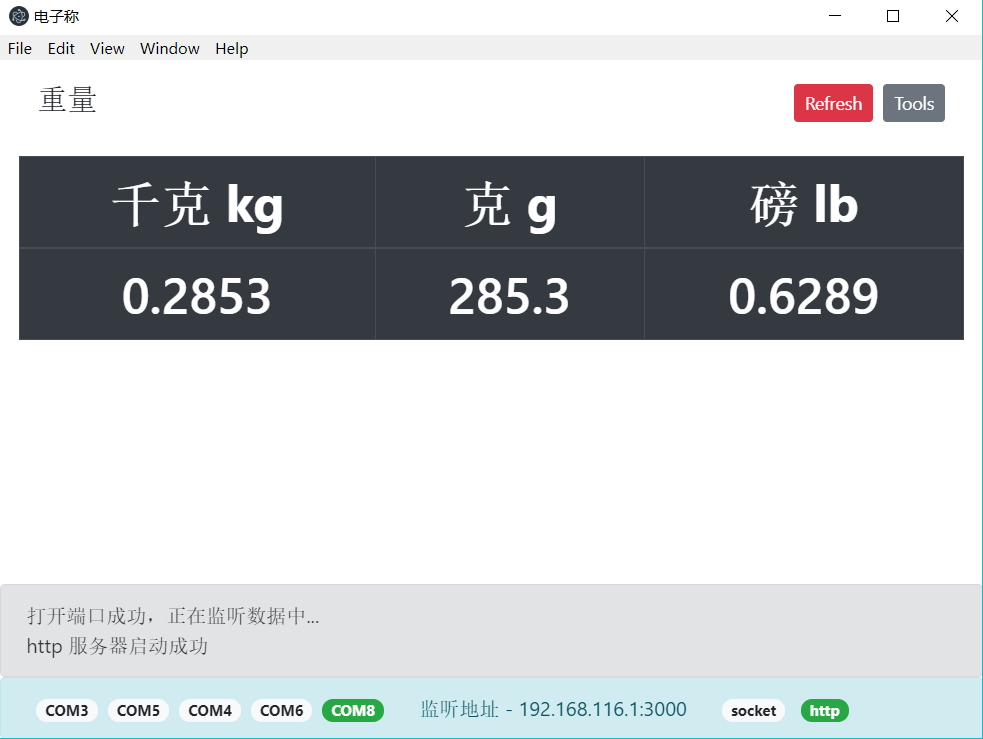 电子称
File Edit View Window Help
重量 Refresh Tools
千克 kg 克 g 磅 lb
0.2853 285.3 0.6289
打开端口成功，正在监听数据中...
http 服务器启动成功
COM3 COM5 COM4 COM6 COM8 监听地址 - 192.168.116.1:3000 socket http